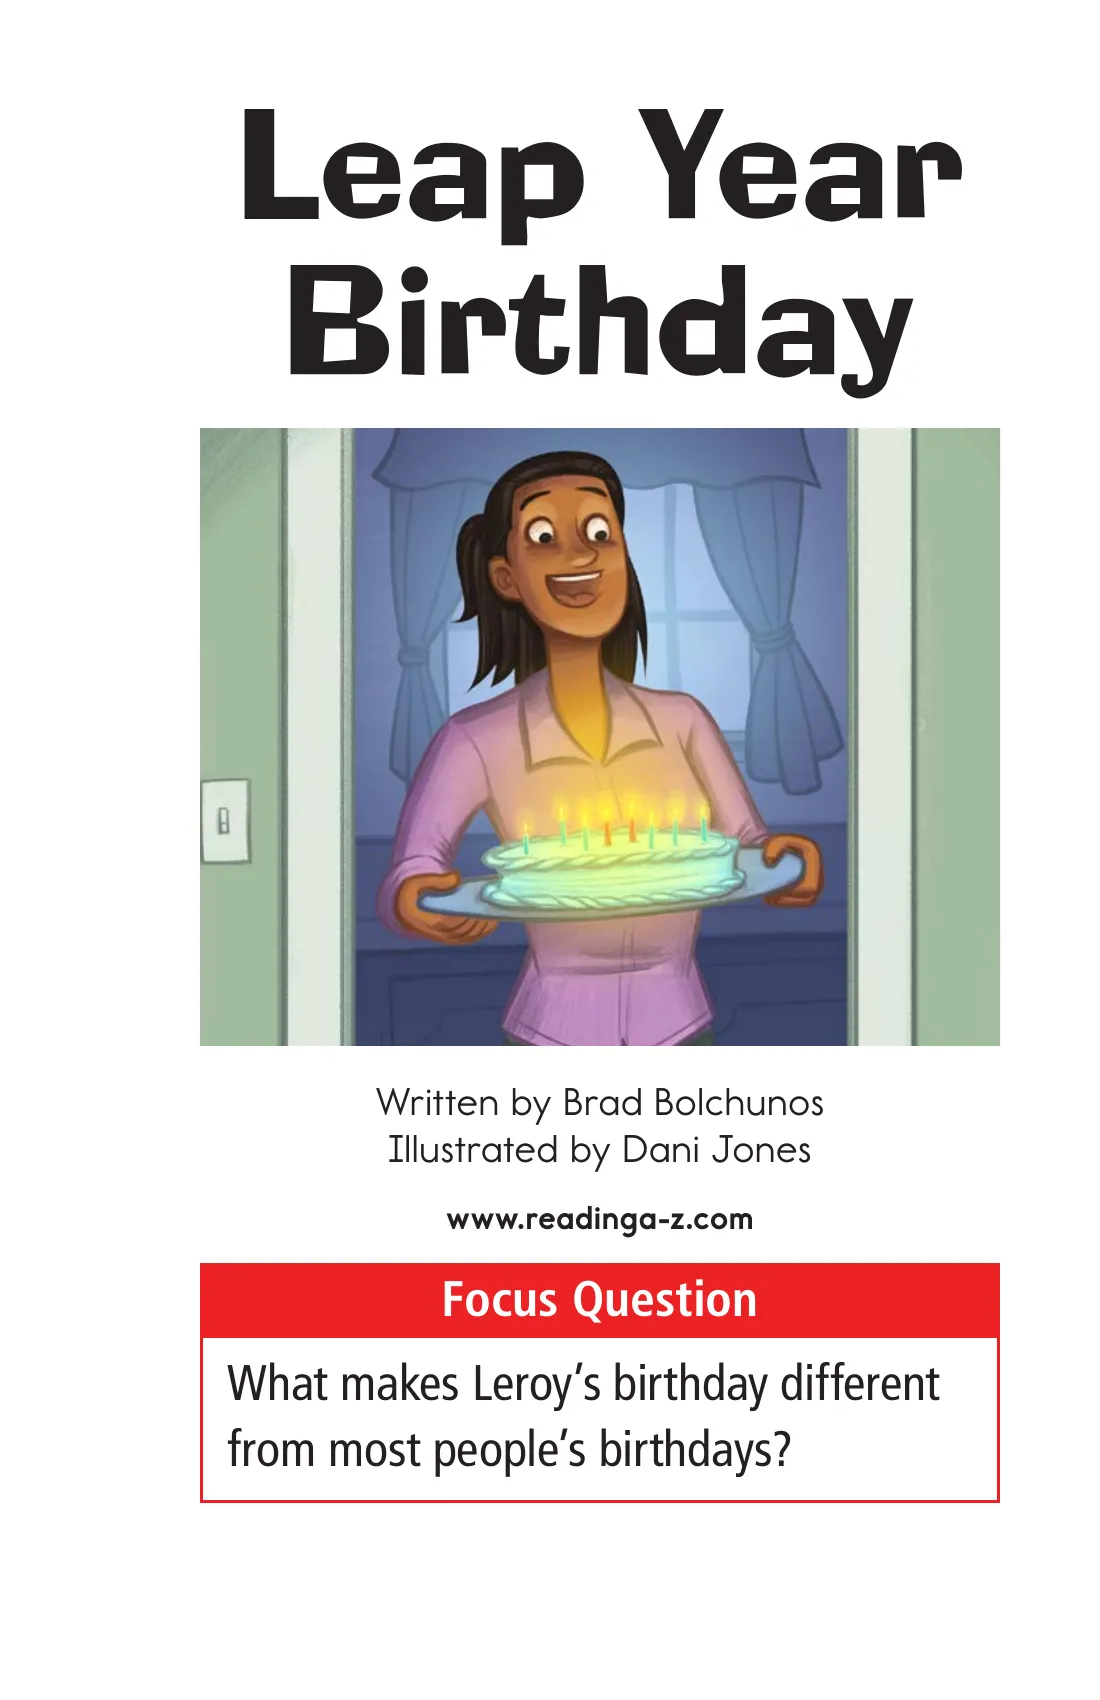 Leap Year
Birthday
Written by Brad Bolchunos
Illustrated by Dani Jones
www.readinga-z.com
Focus Question
What makes Leroy’s birthday different
from most people’s birthdays?